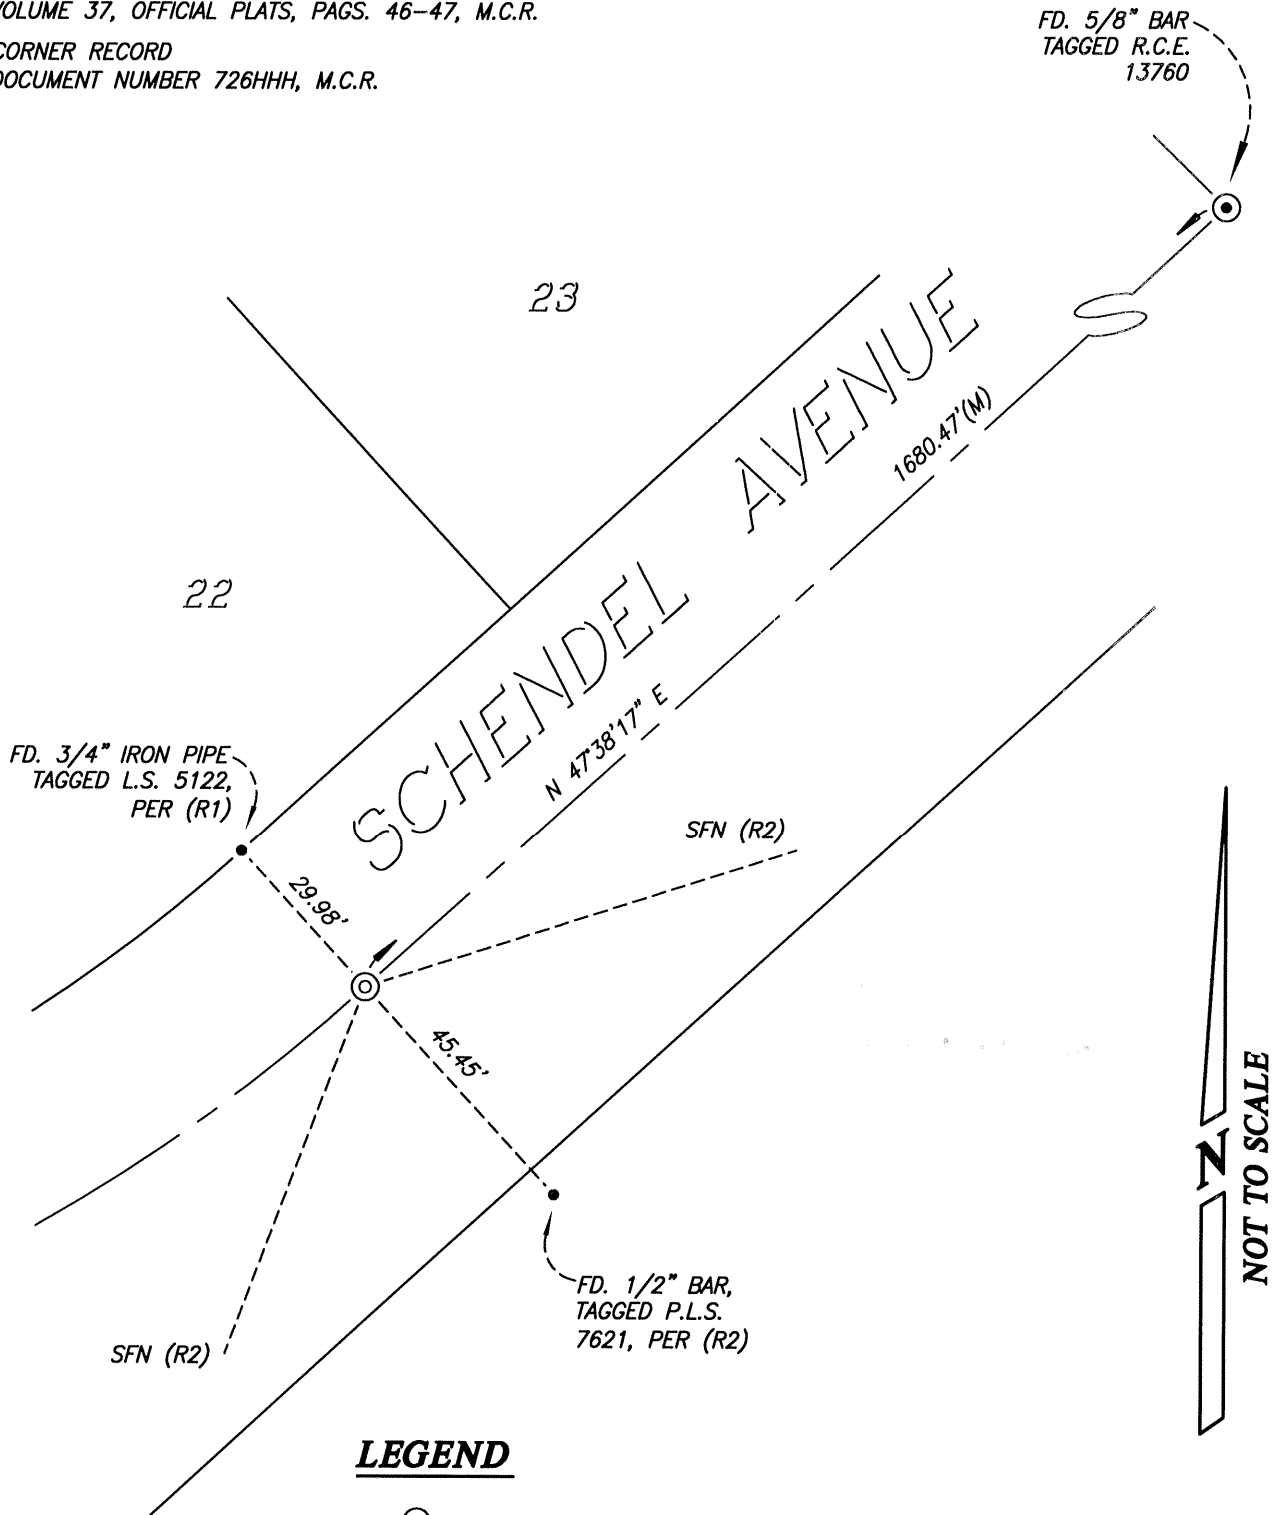 VOLUME 37, OFFICIAL PLATS, PAGS. 46-47, M.C.R.
CORNER RECORD
DOCUMENT NUMBER 726HHH, M.C.R.
FD. 5/8" BAR
TAGGED R.C.E.
13760
23
22
SCHENDEL AVENUE
1680.47'(M)
N 47°38'17" E
FD. 3/4" IRON PIPE
TAGGED L.S. 5122,
PER (R1)
SFN (R2)
29.98'
45.45'
FD. 1/2" BAR,
TAGGED P.L.S.
7621, PER (R2)
SFN (R2)
N
NOT TO SCALE
LEGEND